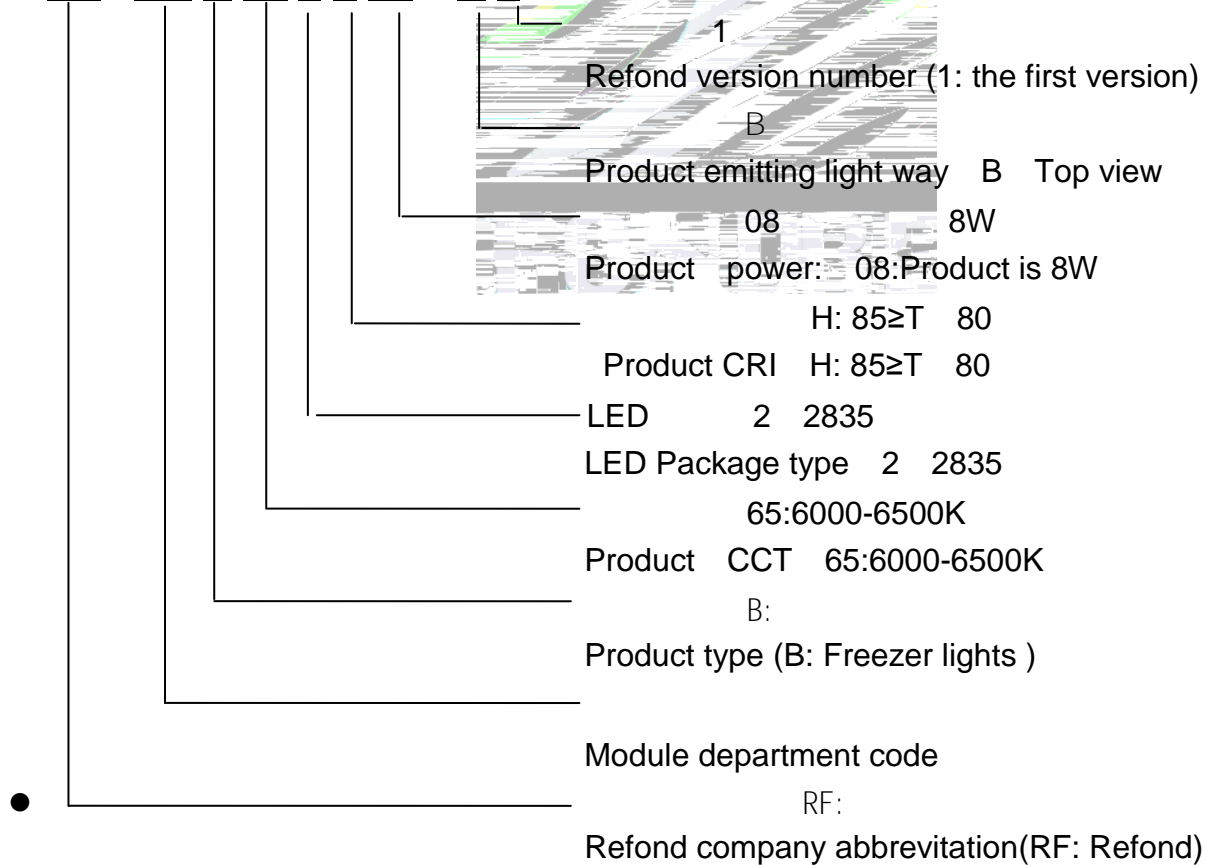 1
Refond version number (1: the first version)
B
Product emitting light way B Top view
08 8W
Product power: 08:Product is 8W
H: 85≥T 80
Product CRI H: 85≥T 80
LED 2 2835
LED Package type 2 2835
65:6000-6500K
Product CCT 65:6000-6500K
B:
Product type (B: Freezer lights )
Module department code
● RF:
Refond company abbrevitation(RF: Refond)